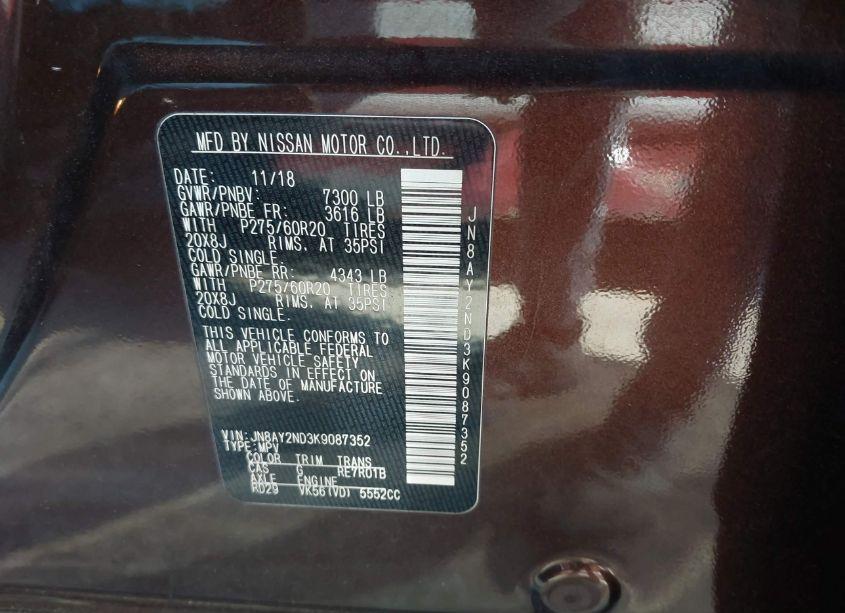 MFD BY NISSAN MOTOR CO.,LTD.
DATE: 11/18
GVWR/PNBV: 7300 LB
GAWR/PNBE FR: 3616 LB
WITH P275/60R20 TIRES
20X8J RIMS. AT 35PSI
COLD SINGLE.
GAWR/PNBE RR: 4343 LB
WITH P275/60R20 TIRES
20X8J RIMS. AT 35PSI
COLD SINGLE.
THIS VEHICLE CONFORMS TO
ALL APPLICABLE FEDERAL
MOTOR VEHICLE SAFETY
STANDARDS IN EFFECT ON
THE DATE OF MANUFACTURE
SHOWN ABOVE.
VIN: JN8AY2ND3K9087352
TYPE: MPV
COLOR TRIM TRANS
CAS G RE7R01B
AXLE ENGINE
RD29 VK56(VD) 5552CC
JN8AY2ND3K9087352